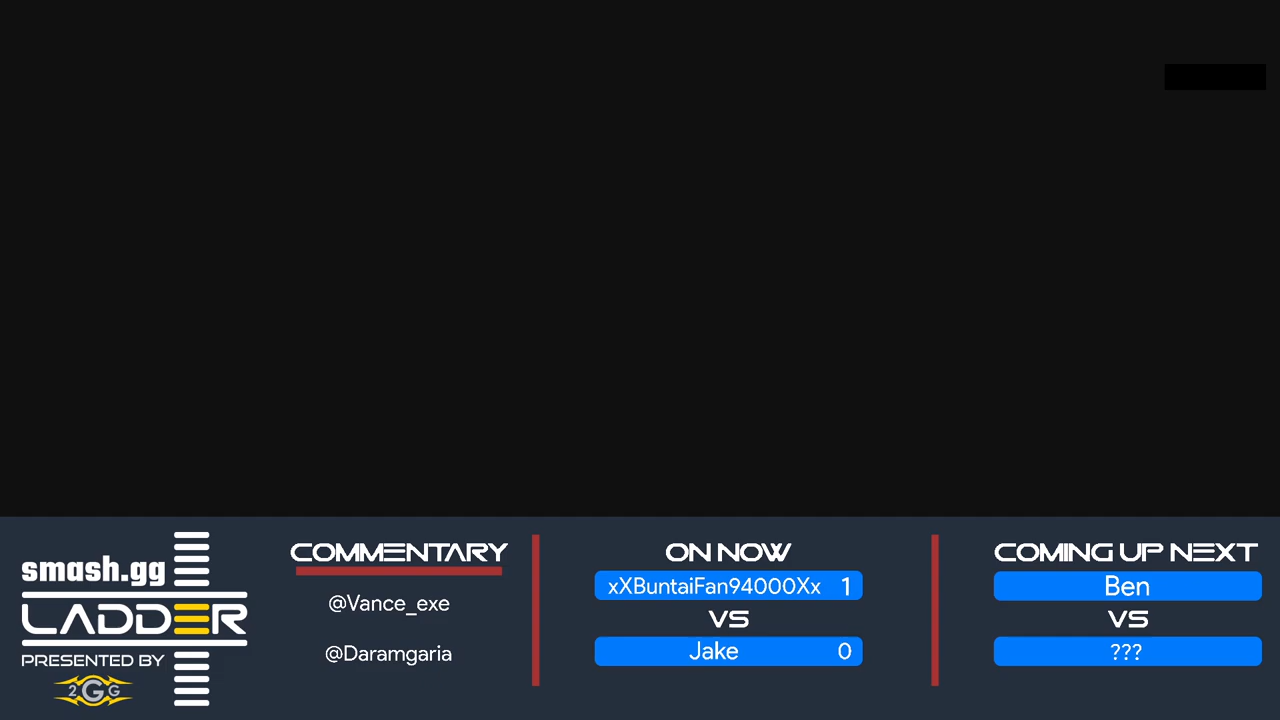 smash.gg
LADDER
PRESENTED BY
2GG
COMMENTARY
@Vance_exe
@Daramgaria
ON NOW
xXBuntaiFan94000Xx 1
VS
Jake 0
COMING UP NEXT
Ben
VS
???